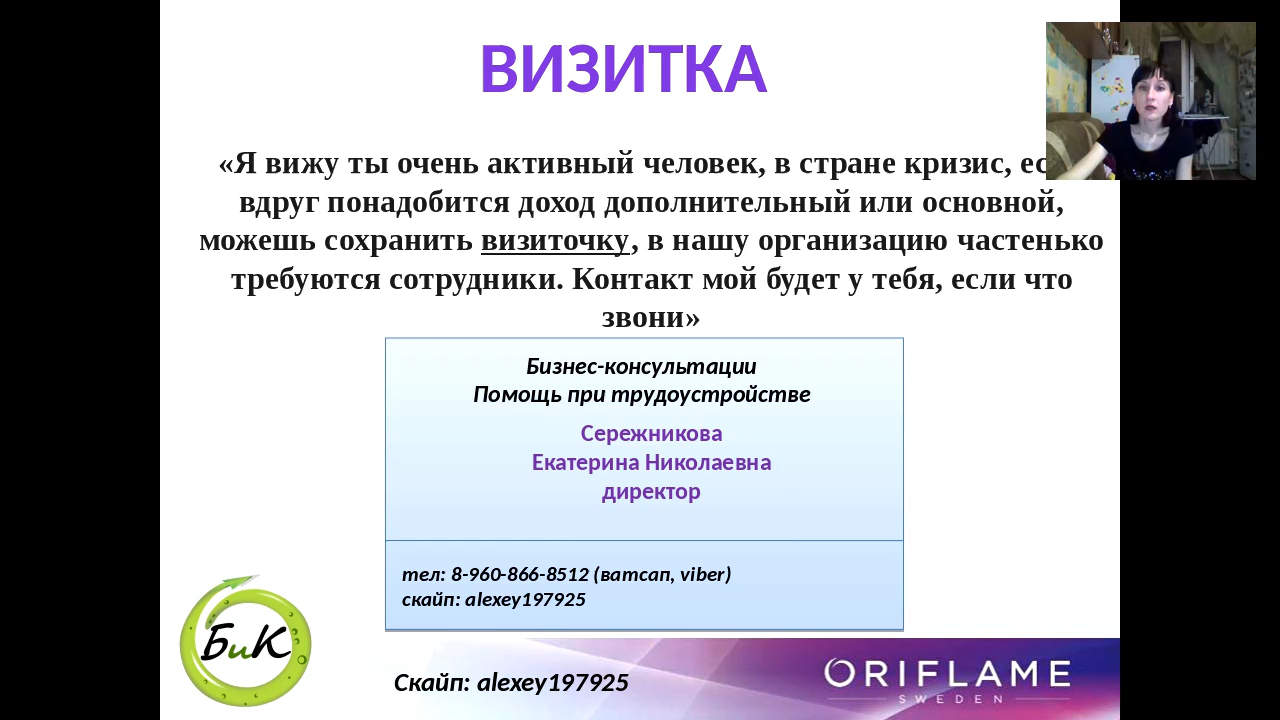 ВИЗИТКА
«Я вижу ты очень активный человек, в стране кризис,
вдруг понадобится доход дополнительный или основной,
можешь сохранить визиточку, в нашу организацию частенько
требуются сотрудники. Контакт мой будет у тебя, если что
звони»
Бизнес-консультации
Помощь при трудоустройстве
Сережникова
Екатерина Николаевна
директор
тел: 8-960-866-8512 (ватсап, viber)
скайп: alexey197925
БиК
Скайп: alexey197925
ORIFLAME
SWEDEN